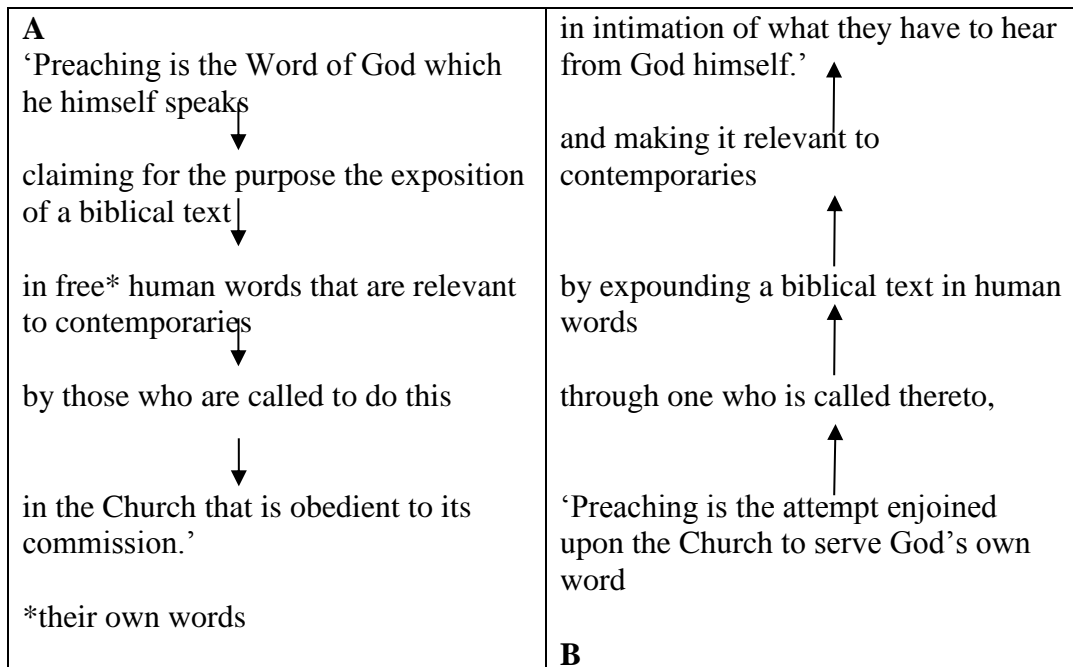 A
‘Preaching is the Word of God which
he himself speaks
claiming for the purpose the exposition
of a biblical text
in free* human words that are relevant
to contemporaries
by those who are called to do this
in the Church that is obedient to its
commission.’
*their own words
in intimation of what they have to hear
from God himself.’
and making it relevant to
contemporaries
by expounding a biblical text in human
words
through one who is called thereto,
‘Preaching is the attempt enjoined
upon the Church to serve God’s own
word
B